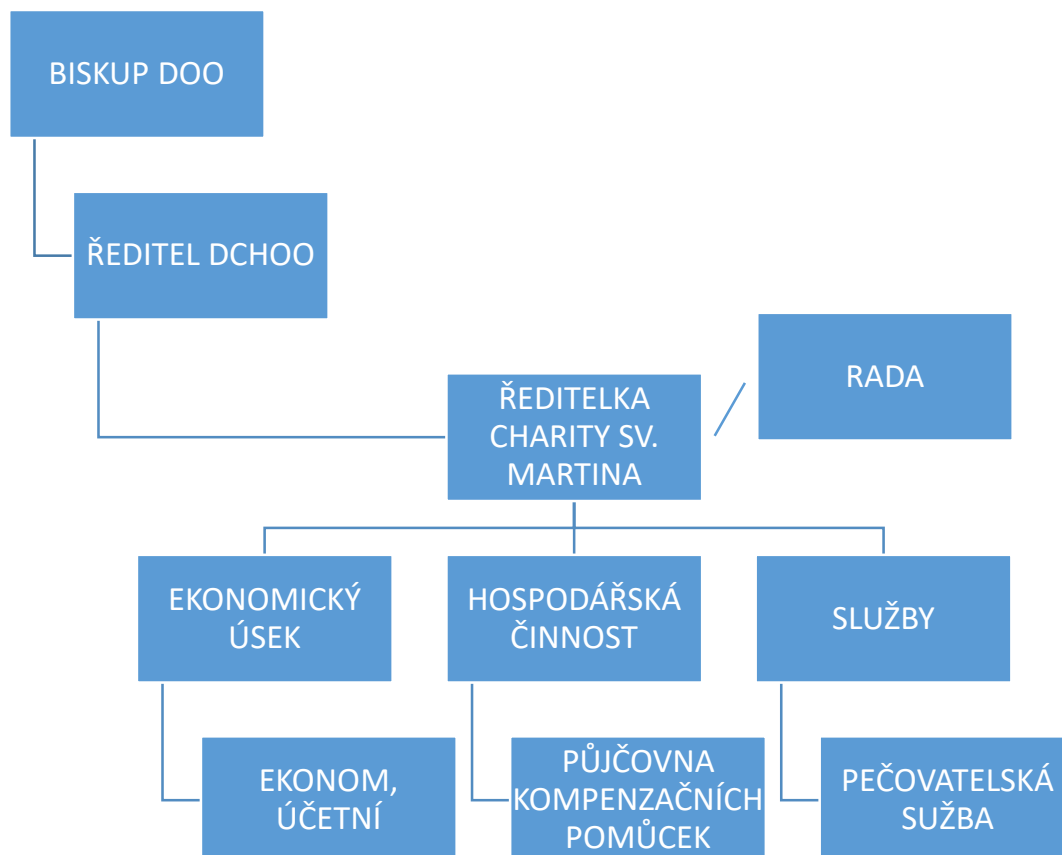 BISKUP DOO
ŘEDITEL DCHOO
RADA
ŘEDITELKA
CHARITY SV.
MARTINA
EKONOMICKÝ
ÚSEK
HOSPODÁŘSKÁ
ČINNOST
SLUŽBY
EKONOM,
ÚČETNÍ
PŮJČOVNA
KOMPENZAČNÍCH
POMŮCEK
PEČOVATELSKÁ
SUŽBA